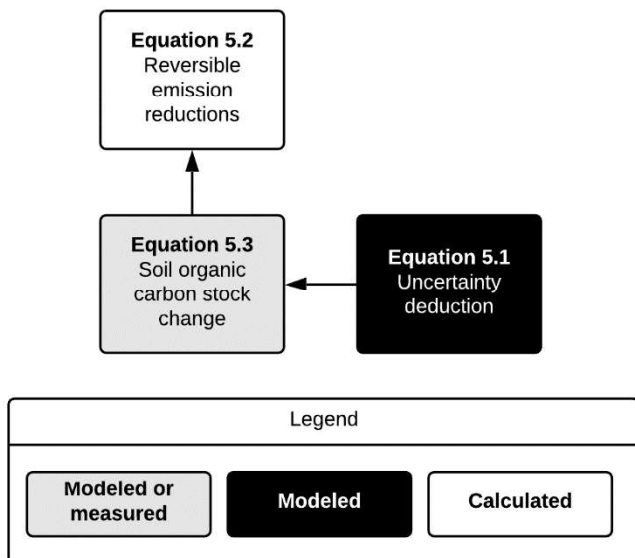 Equation 5.2
Reversible
emission
reductions
Equation 5.3
Soil organic
carbon stock
change
Equation 5.1
Uncertainty
deduction
Legend
Modeled or
measured
Modeled
Calculated